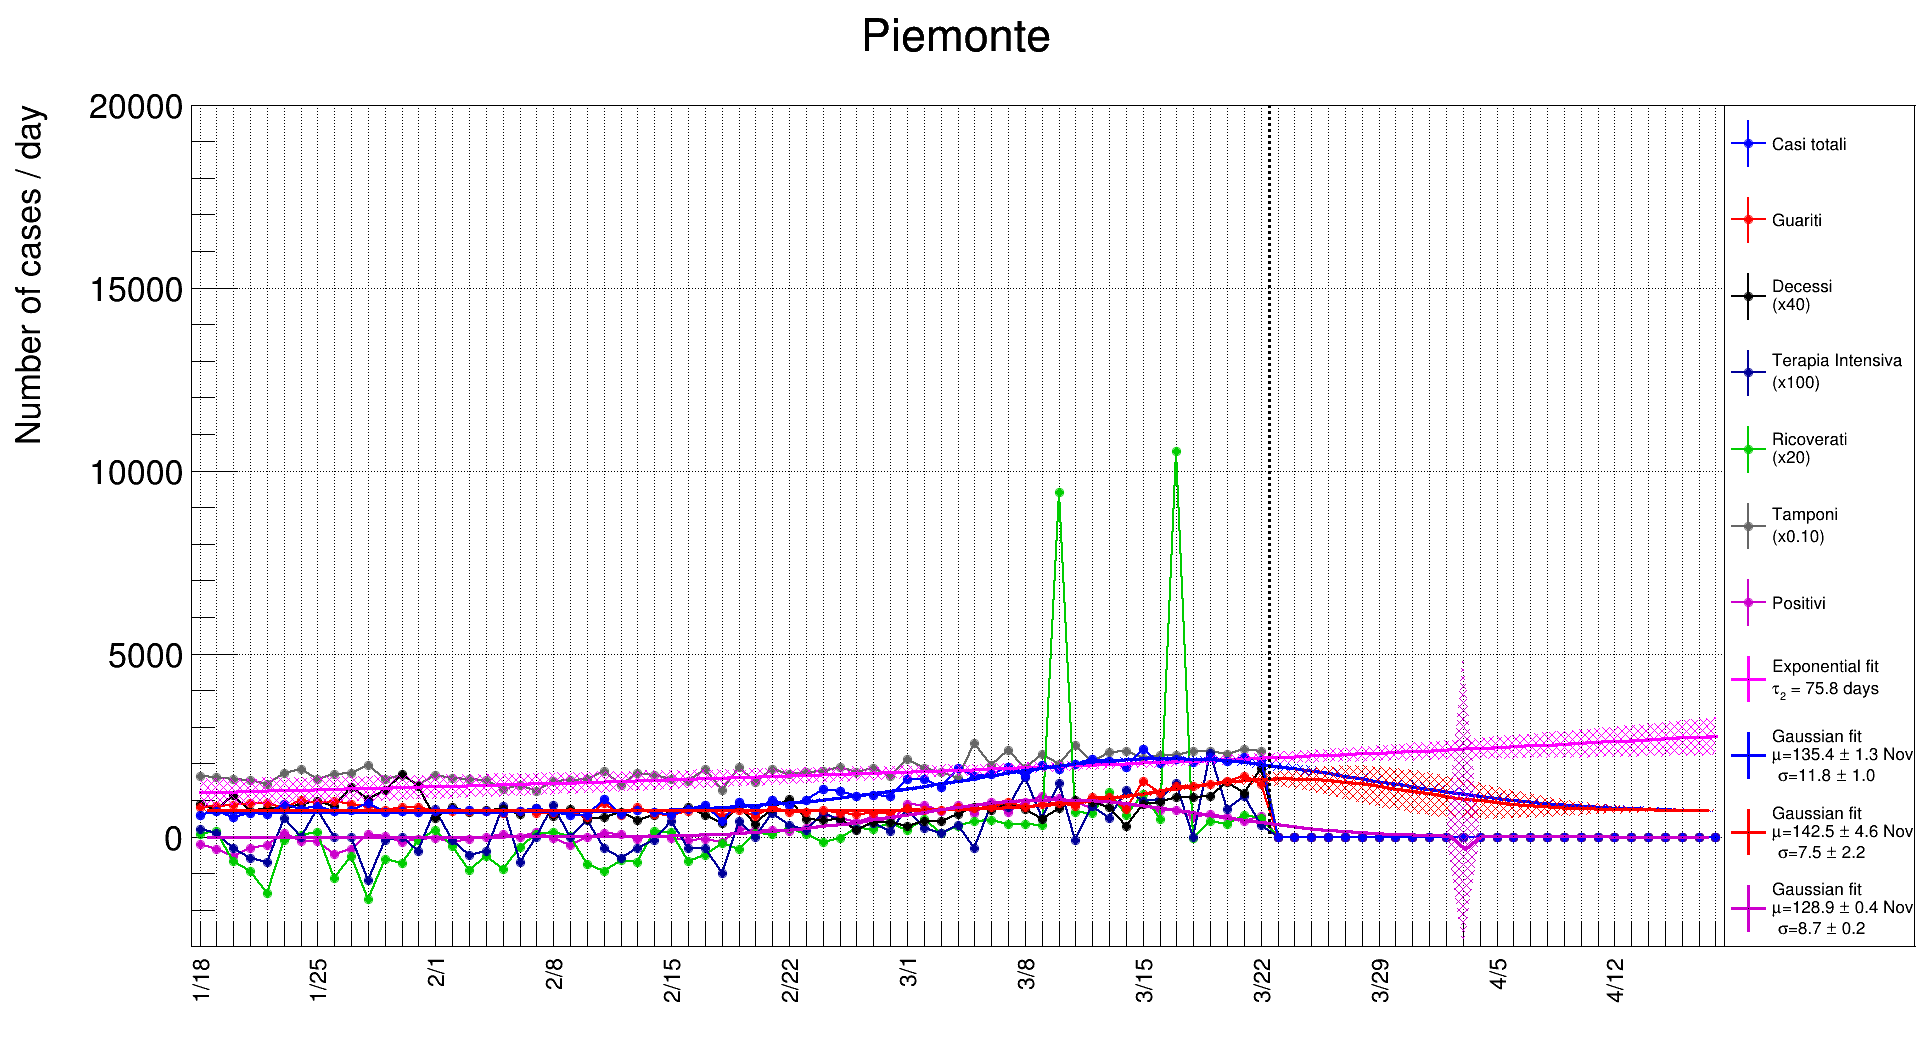 Piemonte
Number of cases / day
20000
15000
10000
5000
0
1/18
1/25
2/1
2/8
2/15
2/22
3/1
3/8
3/15
3/22
3/29
4/5
4/12
Casi totali
Guariti
Decessi
(x40)
Terapia Intensiva
(x100)
Ricoverati
(x20)
Tamponi
(x0.10)
Positivi
Exponential fit
τ2 = 75.8 days
Gaussian fit
μ=135.4 ± 1.3 Nov
σ=11.8 ± 1.0
Gaussian fit
μ=142.5 ± 4.6 Nov
σ=7.5 ± 2.2
Gaussian fit
μ=128.9 ± 0.4 Nov
σ=8.7 ± 0.2